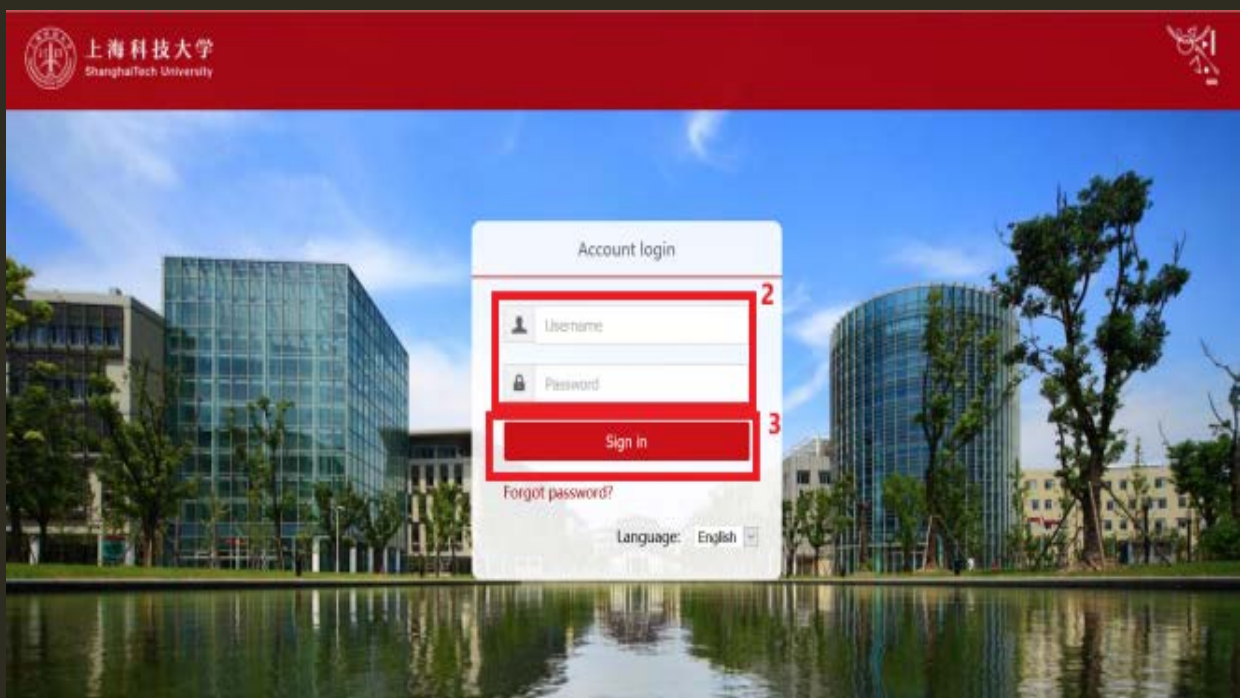 上海科技大学
ShanghaiTech University
Account login
2
Username
Password
3
Sign in
Forgot password?
Language: English